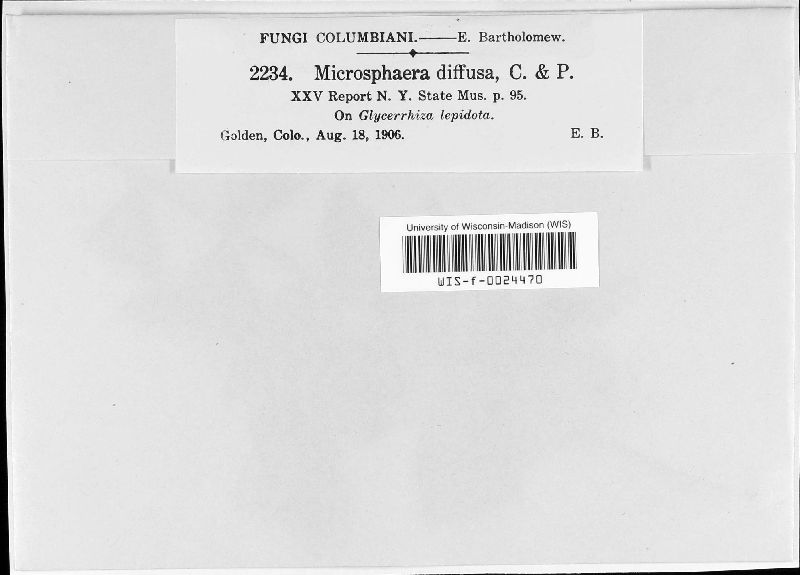 FUNGI COLUMBIANI.——E. Bartholomew.
2234. Microsphaera diffusa, C. & P.
XXV Report N. Y. State Mus. p. 95.
On Glycerrhiza lepidota.
Golden, Colo., Aug. 18, 1906. E. B.
University of Wisconsin-Madison (WIS)
WIS-f-0024470